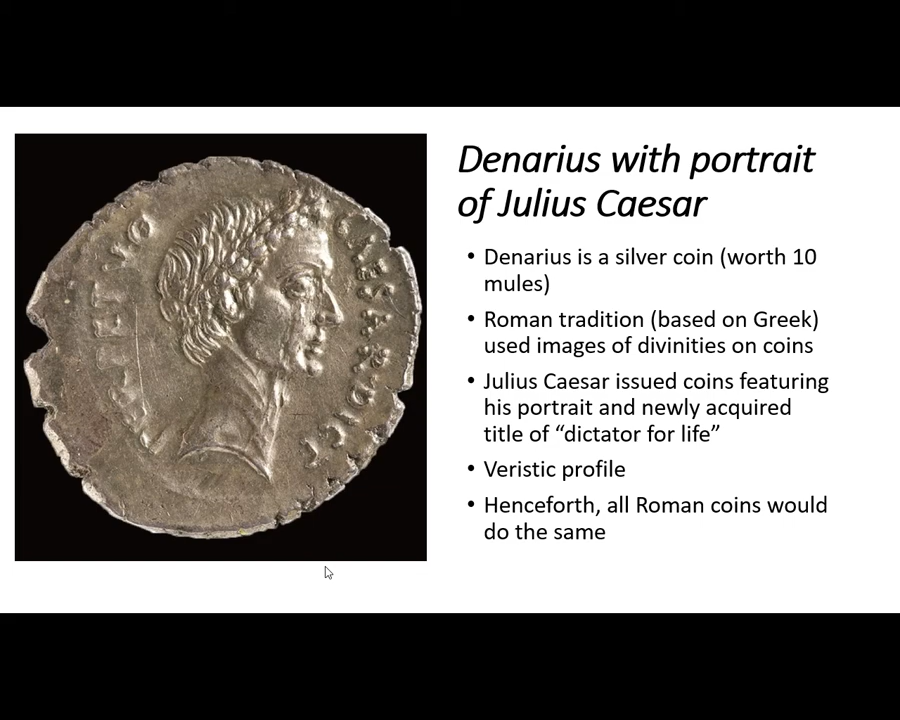 Denarius with portrait
of Julius Caesar
• Denarius is a silver coin (worth 10
mules)
• Roman tradition (based on Greek)
used images of divinities on coins
• Julius Caesar issued coins featuring
his portrait and newly acquired
title of “dictator for life”
• Veristic profile
• Henceforth, all Roman coins would
do the same
CAESAR·DICT